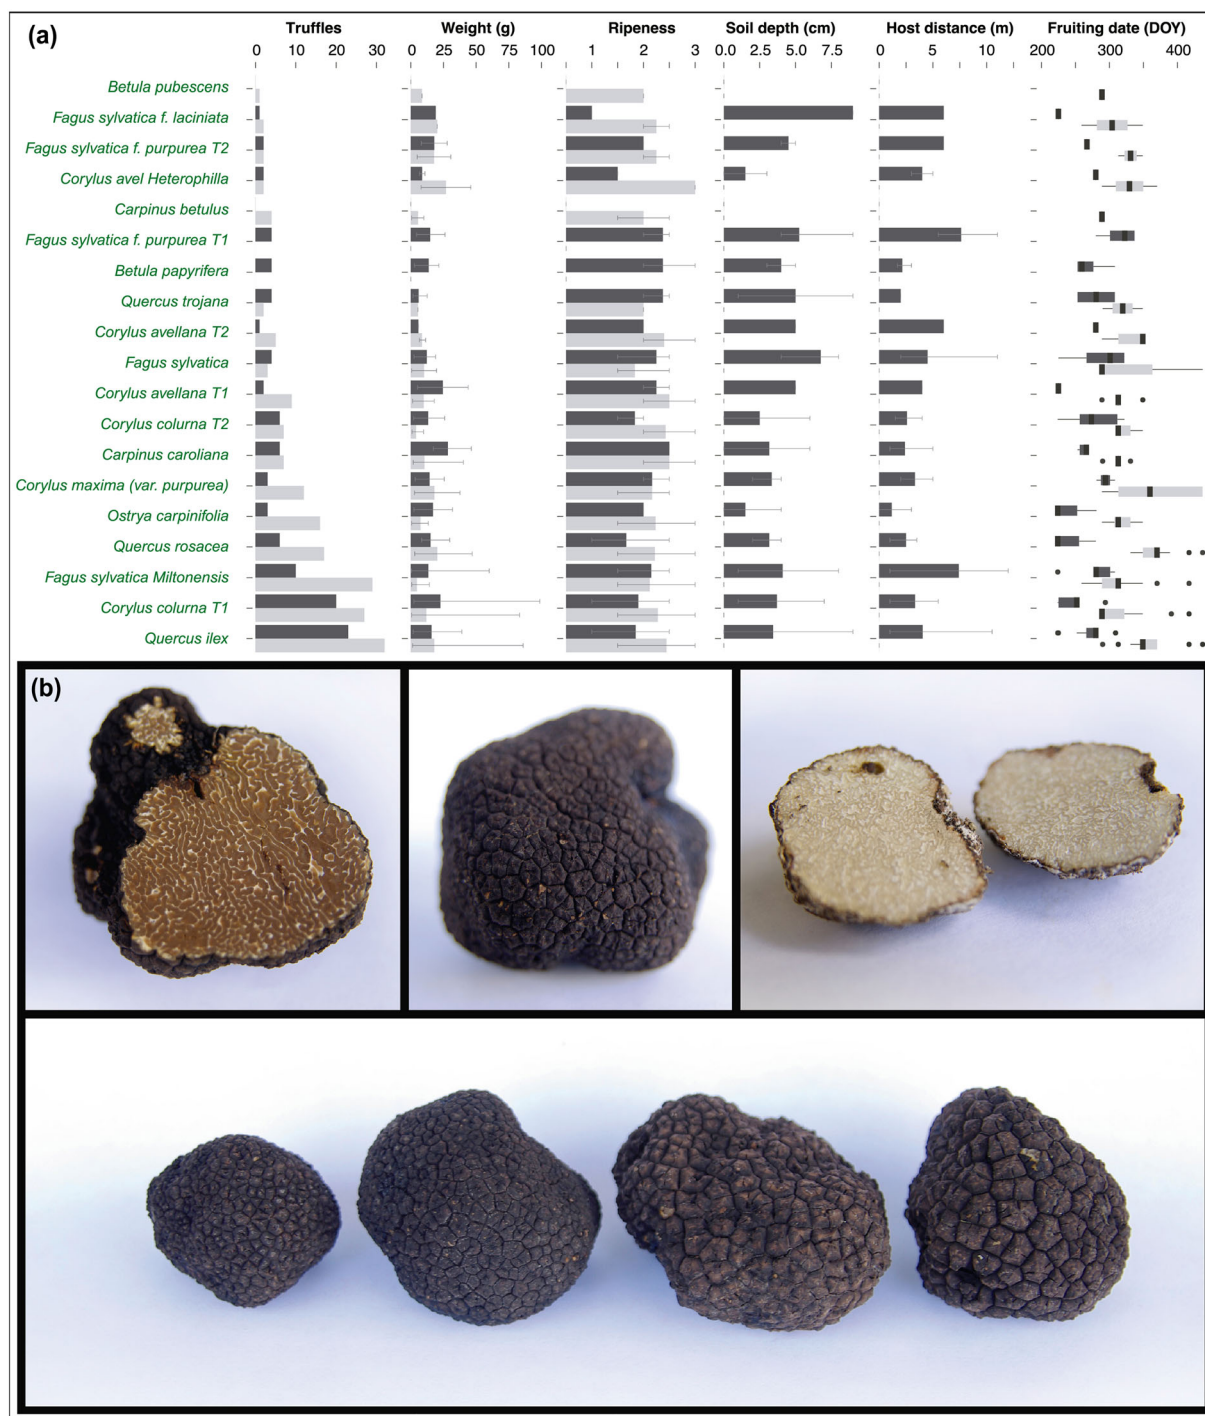 (a)
Truffles Weight (g) Ripeness Soil depth (cm) Host distance (m) Fruiting date (DOY)
0 10 20 30 0 25 50 75 100 1 2 3 0 2.5 5.0 7.5 0 5 10 200 300 400
Betula pubescens
Fagus sylvatica f. laciniata
Fagus sylvatica f. purpurea T2
Corylus avel Heterophilla
Carpinus betulus
Fagus sylvatica f. purpurea T1
Betula papyrifera
Quercus trojana
Corylus avellana T2
Fagus sylvatica
Corylus avellana T1
Corylus colurna T2
Carpinus caroliana
Corylus maxima (var. purpurea)
Ostrya carpinifolia
Quercus rosacea
Fagus sylvatica Miltonensis
Corylus colurna T1
Quercus ilex
(b)